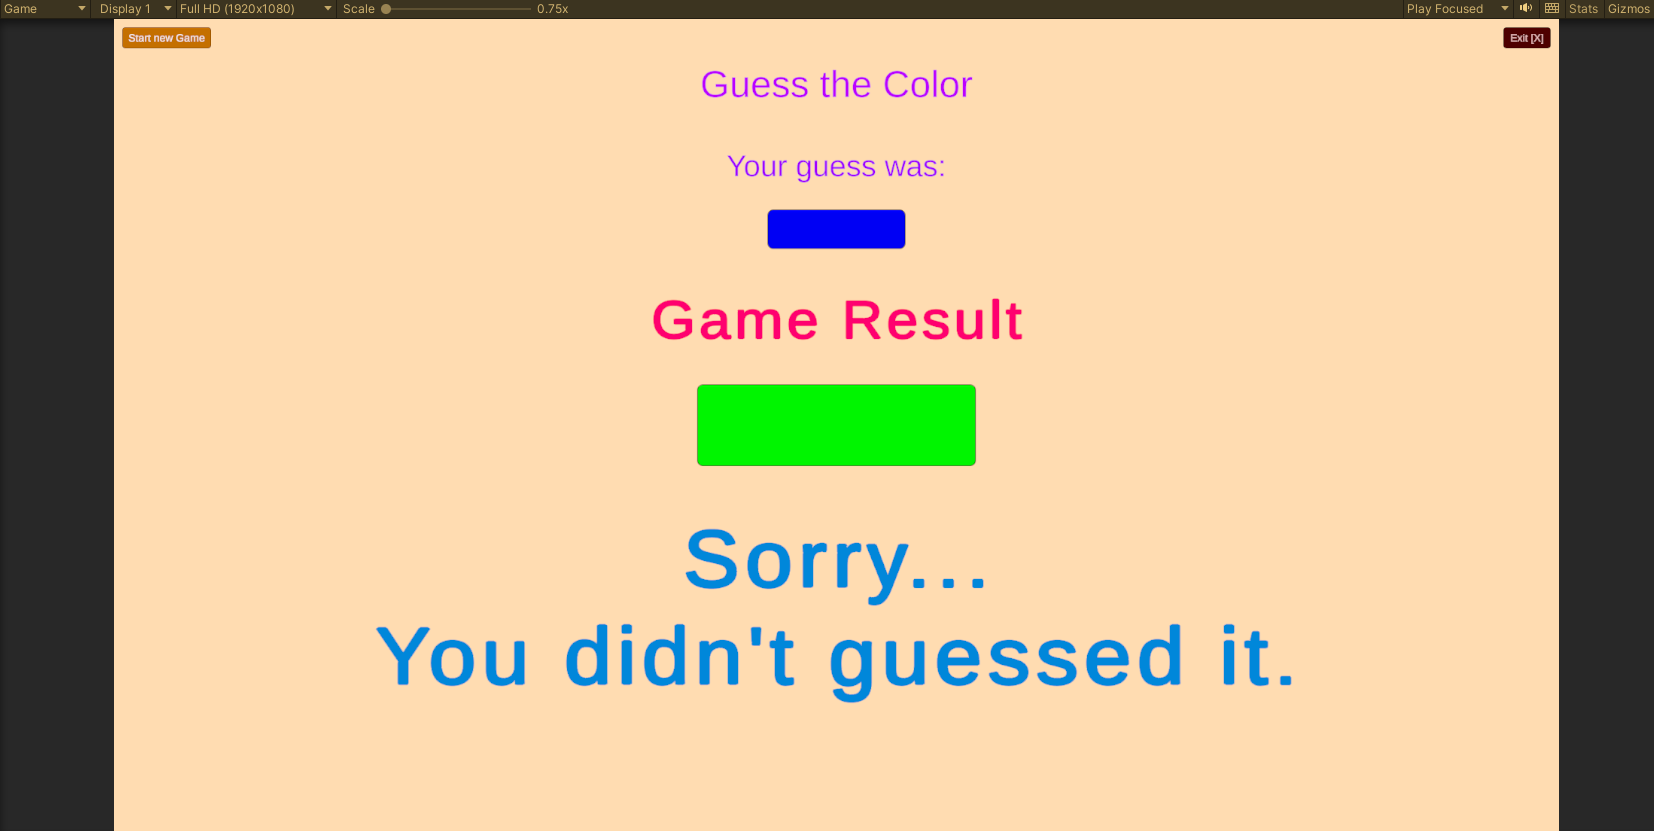 Game Display 1 Full HD (1920x1080) Scale 0.75x Play Focused Stats Gizmos
Start new Game Exit [X]
Guess the Color
Your guess was:
Game Result
Sorry...
You didn't guessed it.